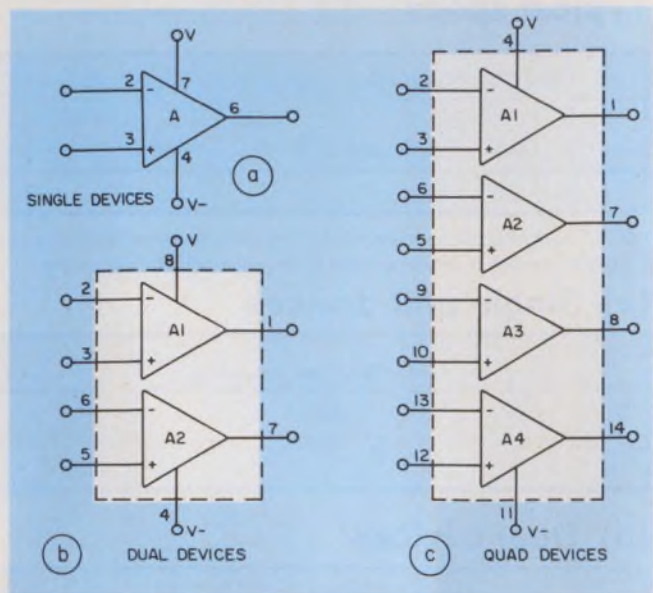 V
2 - 7
A 6
3 + 4
a
SINGLE DEVICES V-
V
8
2 -
A1 1
3 +
6 -
A2 7
5 +
4 V-
b DUAL DEVICES
V
4
2 -
A1 1
3 +
6 -
A2 7
5 +
9 -
A3 8
10 +
13 -
A4 14
12 +
11 V-
c QUAD DEVICES